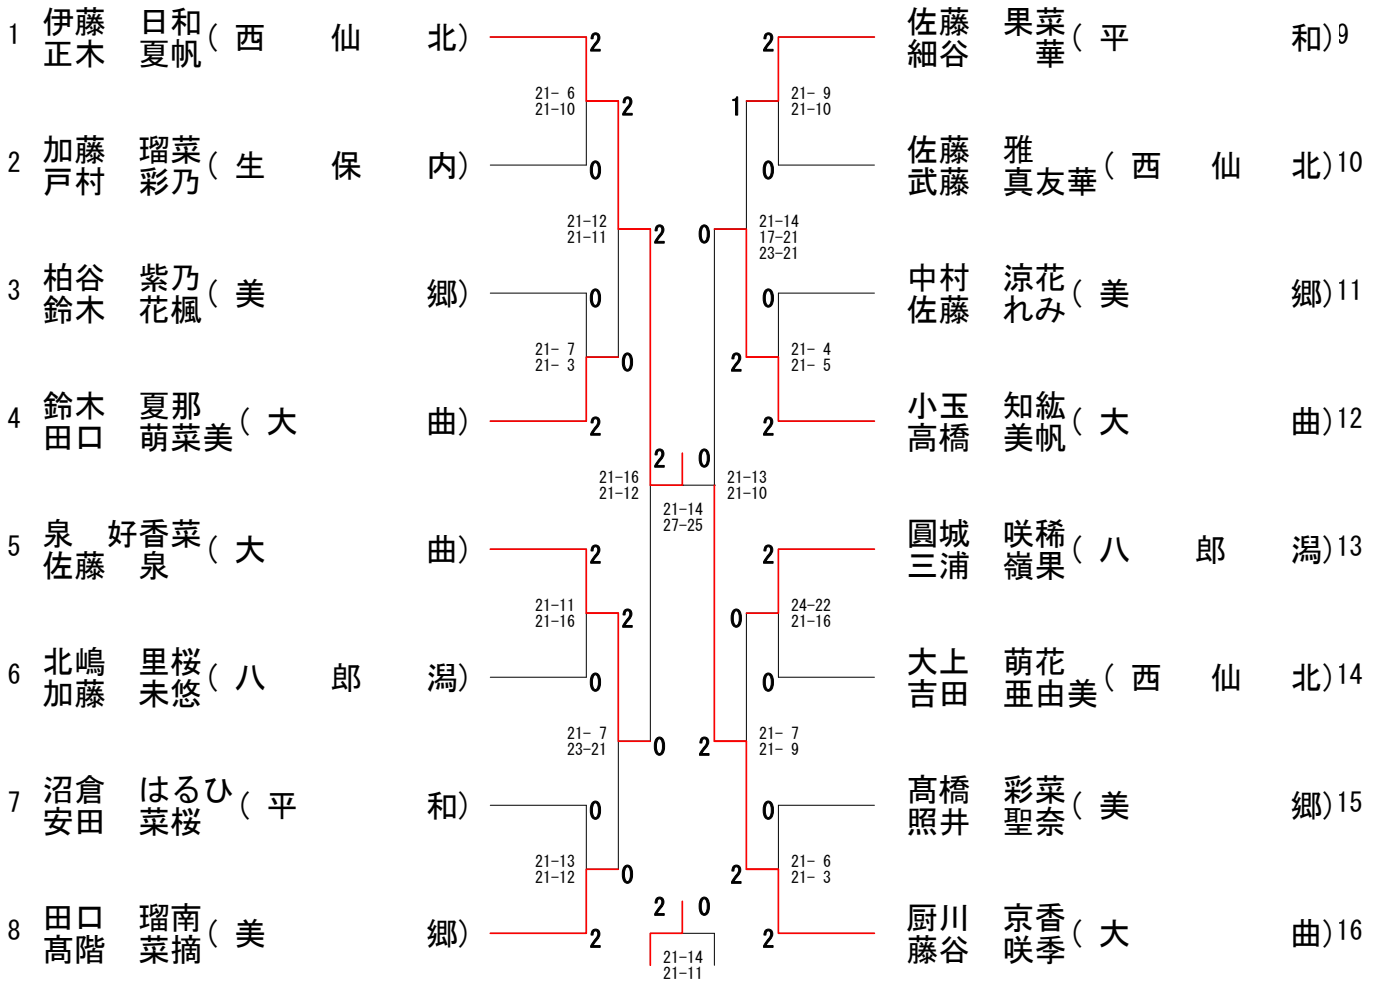 1 伊藤 日和 ( 西 仙 北)
正木 夏帆
2
21- 6
21-10
2
2 加藤 瑠菜 ( 生 保 内)
戸村 彩乃
0
21-12
21-11
2
3 柏谷 紫乃 ( 美 郷)
鈴木 花楓
0
21- 7
21- 3
0
4 鈴木 夏那 ( 大 曲)
田口 萌菜美
2
21-16
21-12
5 泉 好香菜 ( 大 曲)
佐藤 泉
2
21-11
21-16
2
6 北嶋 里桜 ( 八 郎 潟)
加藤 未悠
0
21- 7
23-21
0
7 沼倉 はるひ ( 平 和)
安田 菜桜
0
21-13
21-12
0
8 田口 瑠南 ( 美 郷)
髙階 菜摘
2
2 0
21-14
27-25
2 0
21-14
21-11
佐藤 果菜 ( 平 和) 9
細谷 華
2
1
21- 9
21-10
佐藤 雅 ( 西 仙 北) 10
武藤 真友華
0
0
21-14
17-21
23-21
中村 涼花 ( 美 郷) 11
佐藤 れみ
0
2
21- 4
21- 5
小玉 知紘 ( 大 曲) 12
高橋 美帆
2
21-13
21-10
圓城 咲稀 ( 八 郎 潟) 13
三浦 嶺果
2
0
24-22
21-16
大上 萌花 ( 西 仙 北) 14
吉田 亜由美
0
2
21- 7
21- 9
髙橋 彩菜 ( 美 郷) 15
照井 聖奈
0
2
21- 6
21- 3
厨川 京香 ( 大 曲) 16
藤谷 咲季
2